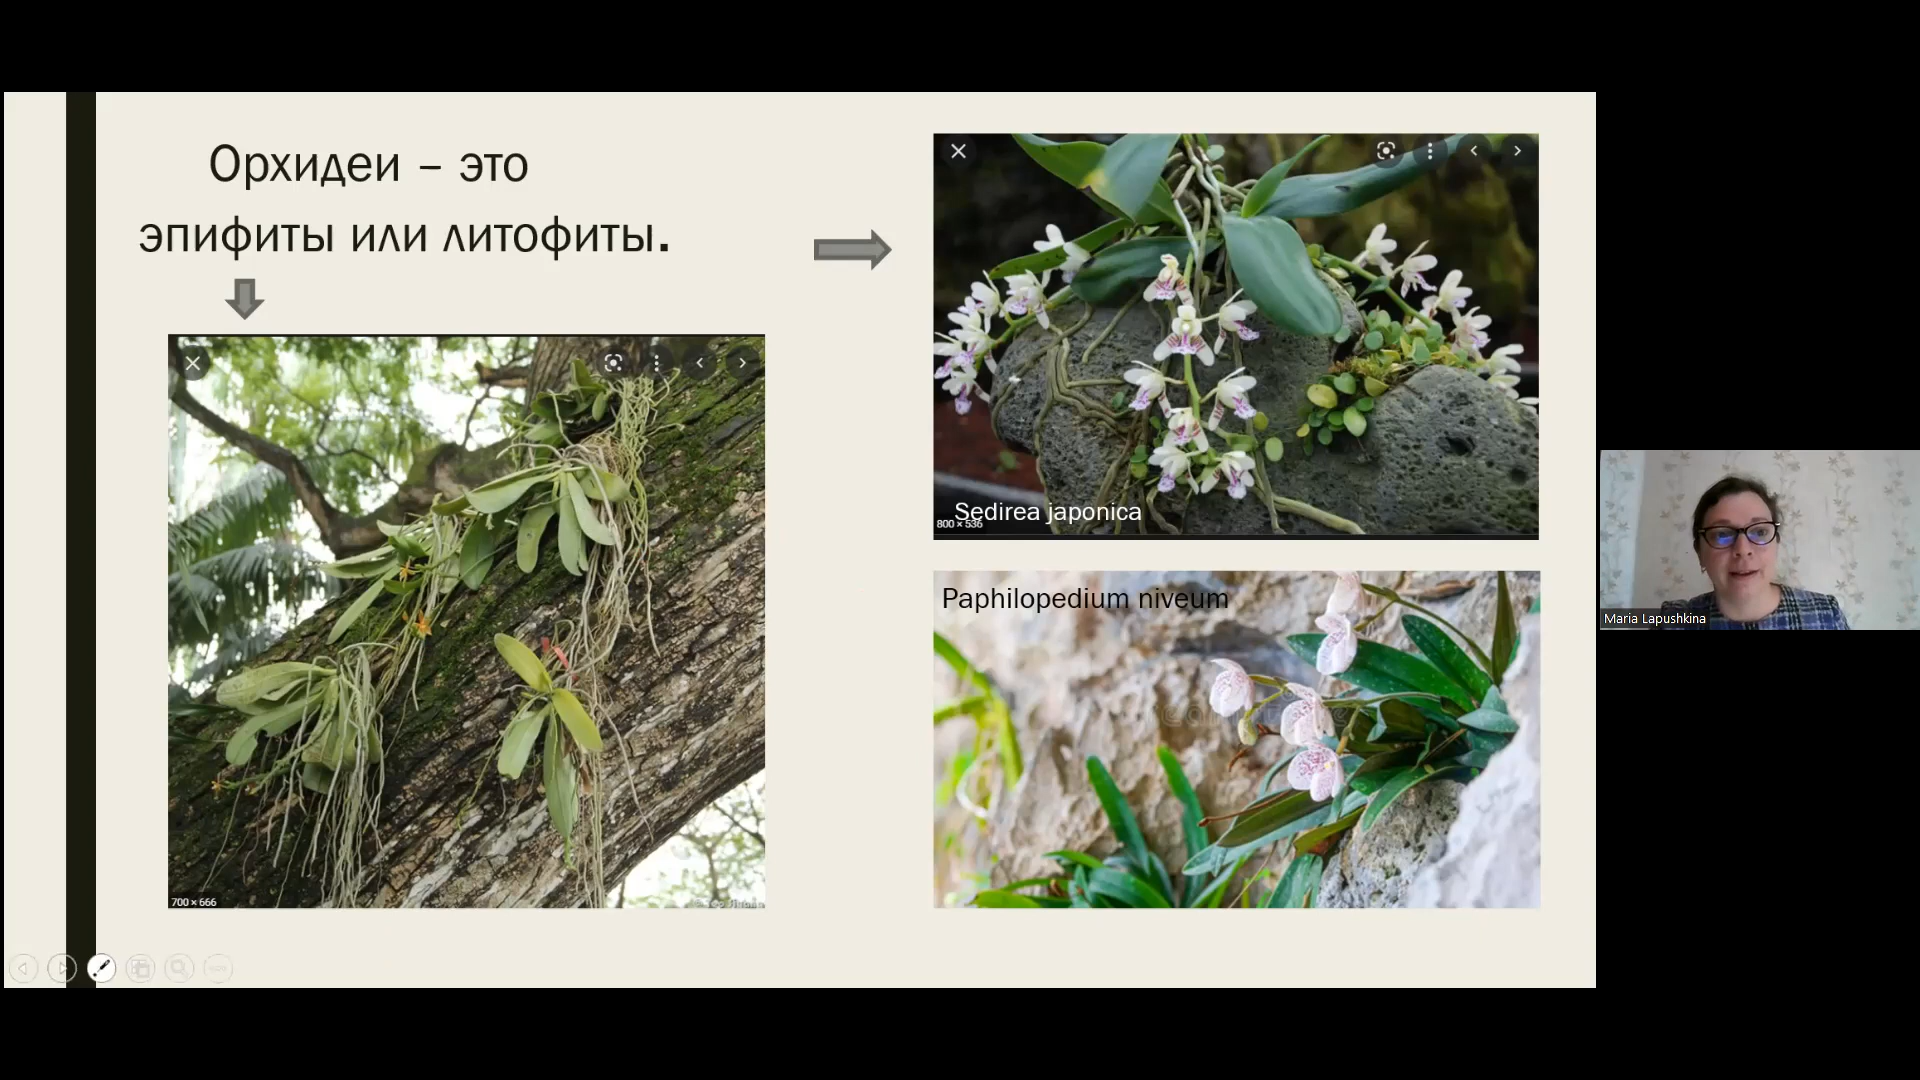 Орхидеи – это
эпифиты или литофиты.
700 × 666
Sedirea japonica
800 × 536
Paphilopedium niveum
Maria Lapushkina